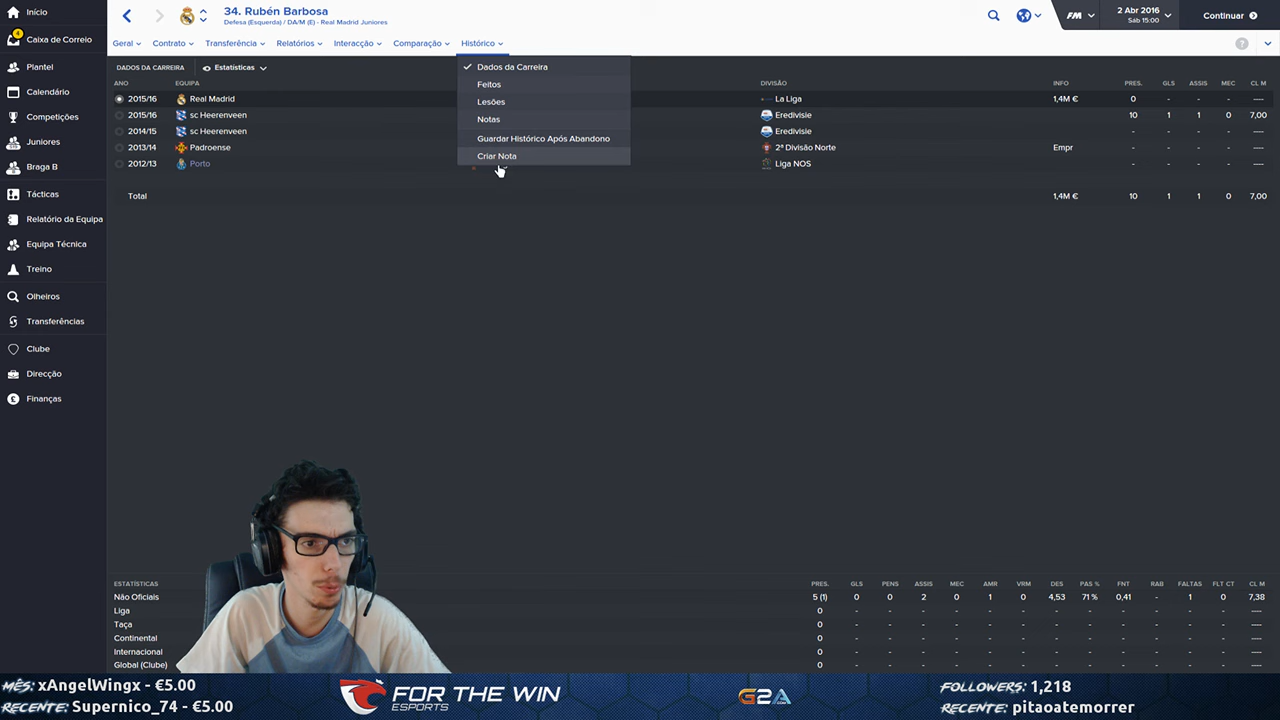 Início
4
Caixa de Correio
Plantel
Calendário
Competições
Juniores
Braga B
Tácticas
Relatório da Equipa
Equipa Técnica
Treino
Olheiros
Transferências
Clube
Direcção
Finanças
34. Rubén Barbosa
Defesa (Esquerda) / DA/M (E) - Real Madrid Juniores
FM
2 Abr 2016
Sáb 15:00
Continuar
Geral Contrato Transferência Relatórios Interacção Comparação Histórico ?
DADOS DA CARREIRA Estatísticas
Dados da Carreira
Feitos
Lesões
Notas
Guardar Histórico Após Abandono
Criar Nota
ANO EQUIPA DIVISÃO INFO PRES. GLS ASSIS MEC CL M
2015/16 Real Madrid La Liga 1,4M € 0 - - - ----
2015/16 sc Heerenveen Eredivisie 10 1 1 0 7,00
2014/15 sc Heerenveen Eredivisie - - - - ----
2013/14 Padroense 2ª Divisão Norte Empr - - - - ----
2012/13 Porto Liga NOS - - - - ----
Total 1,4M € 10 1 1 0 7,00
ESTATÍSTICAS PRES. GLS PENS ASSIS MEC AMR VRM DES PAS % FNT RAB FALTAS FLT CT CL M
Não Oficiais 5 (1) 0 0 2 0 1 0 4,53 71 % 0,41 - 1 0 7,38
Liga 0 - - - - - - - - - - - - ----
Taça 0 - - - - - - - - - - - - ----
Continental 0 - - - - - - - - - - - - ----
Internacional 0 - - - - - - - - - - - - ----
Global (Clube) 0 - - - - - - - - - - - - ----
MÊS: xAngelWingx - €5.00
RECENTE: Supernico_74 - €5.00
FOR THE WIN
ESPORTS
G2A
.COM
FOLLOWERS: 1,218
RECENTE: pitaoatemorrer